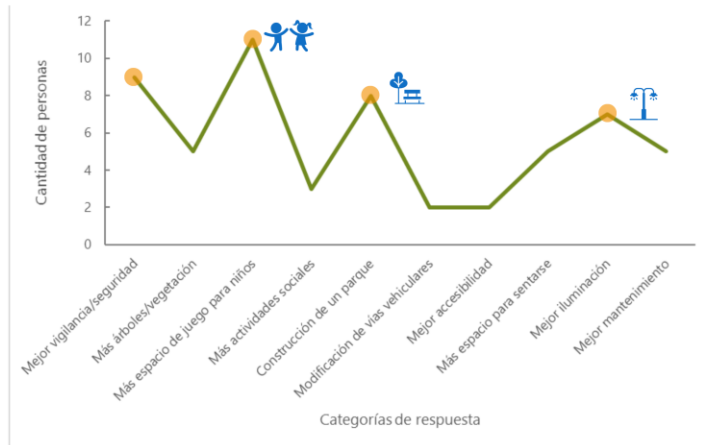 Cantidad de personas
12
10
8
6
4
2
0
Mejor vigilancia/seguridad
Más árboles/vegetación
Más espacio de juego para niños
Más actividades sociales
Construcción de un parque
Modificación de vías vehiculares
Mejor accesibilidad
Más espacio para sentarse
Mejor iluminación
Mejor mantenimiento
Categorías de respuesta